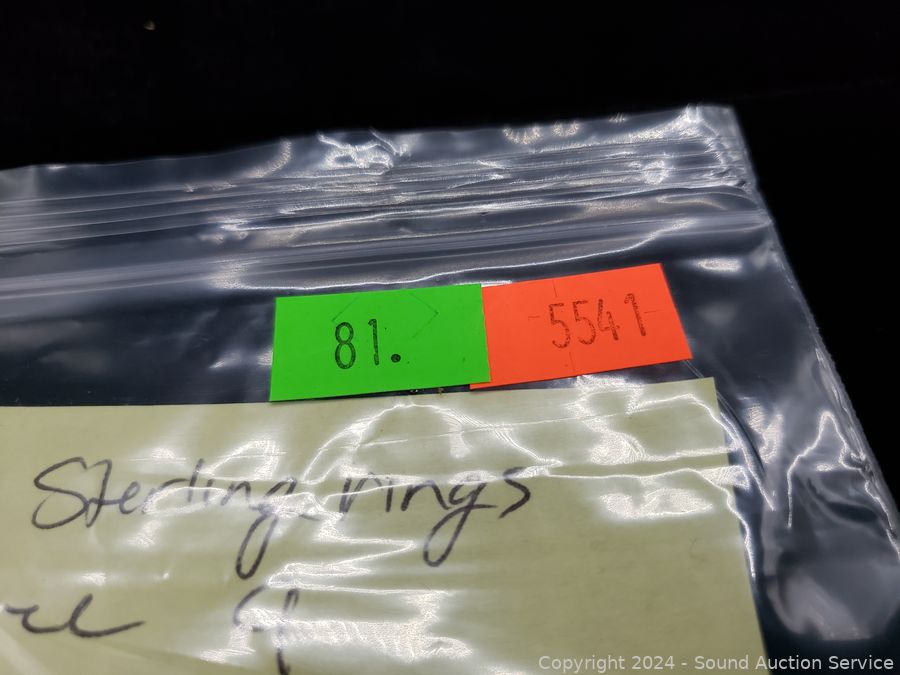 81.
5541
Sterling rings
Copyright © 2024 - Sound Auction Service